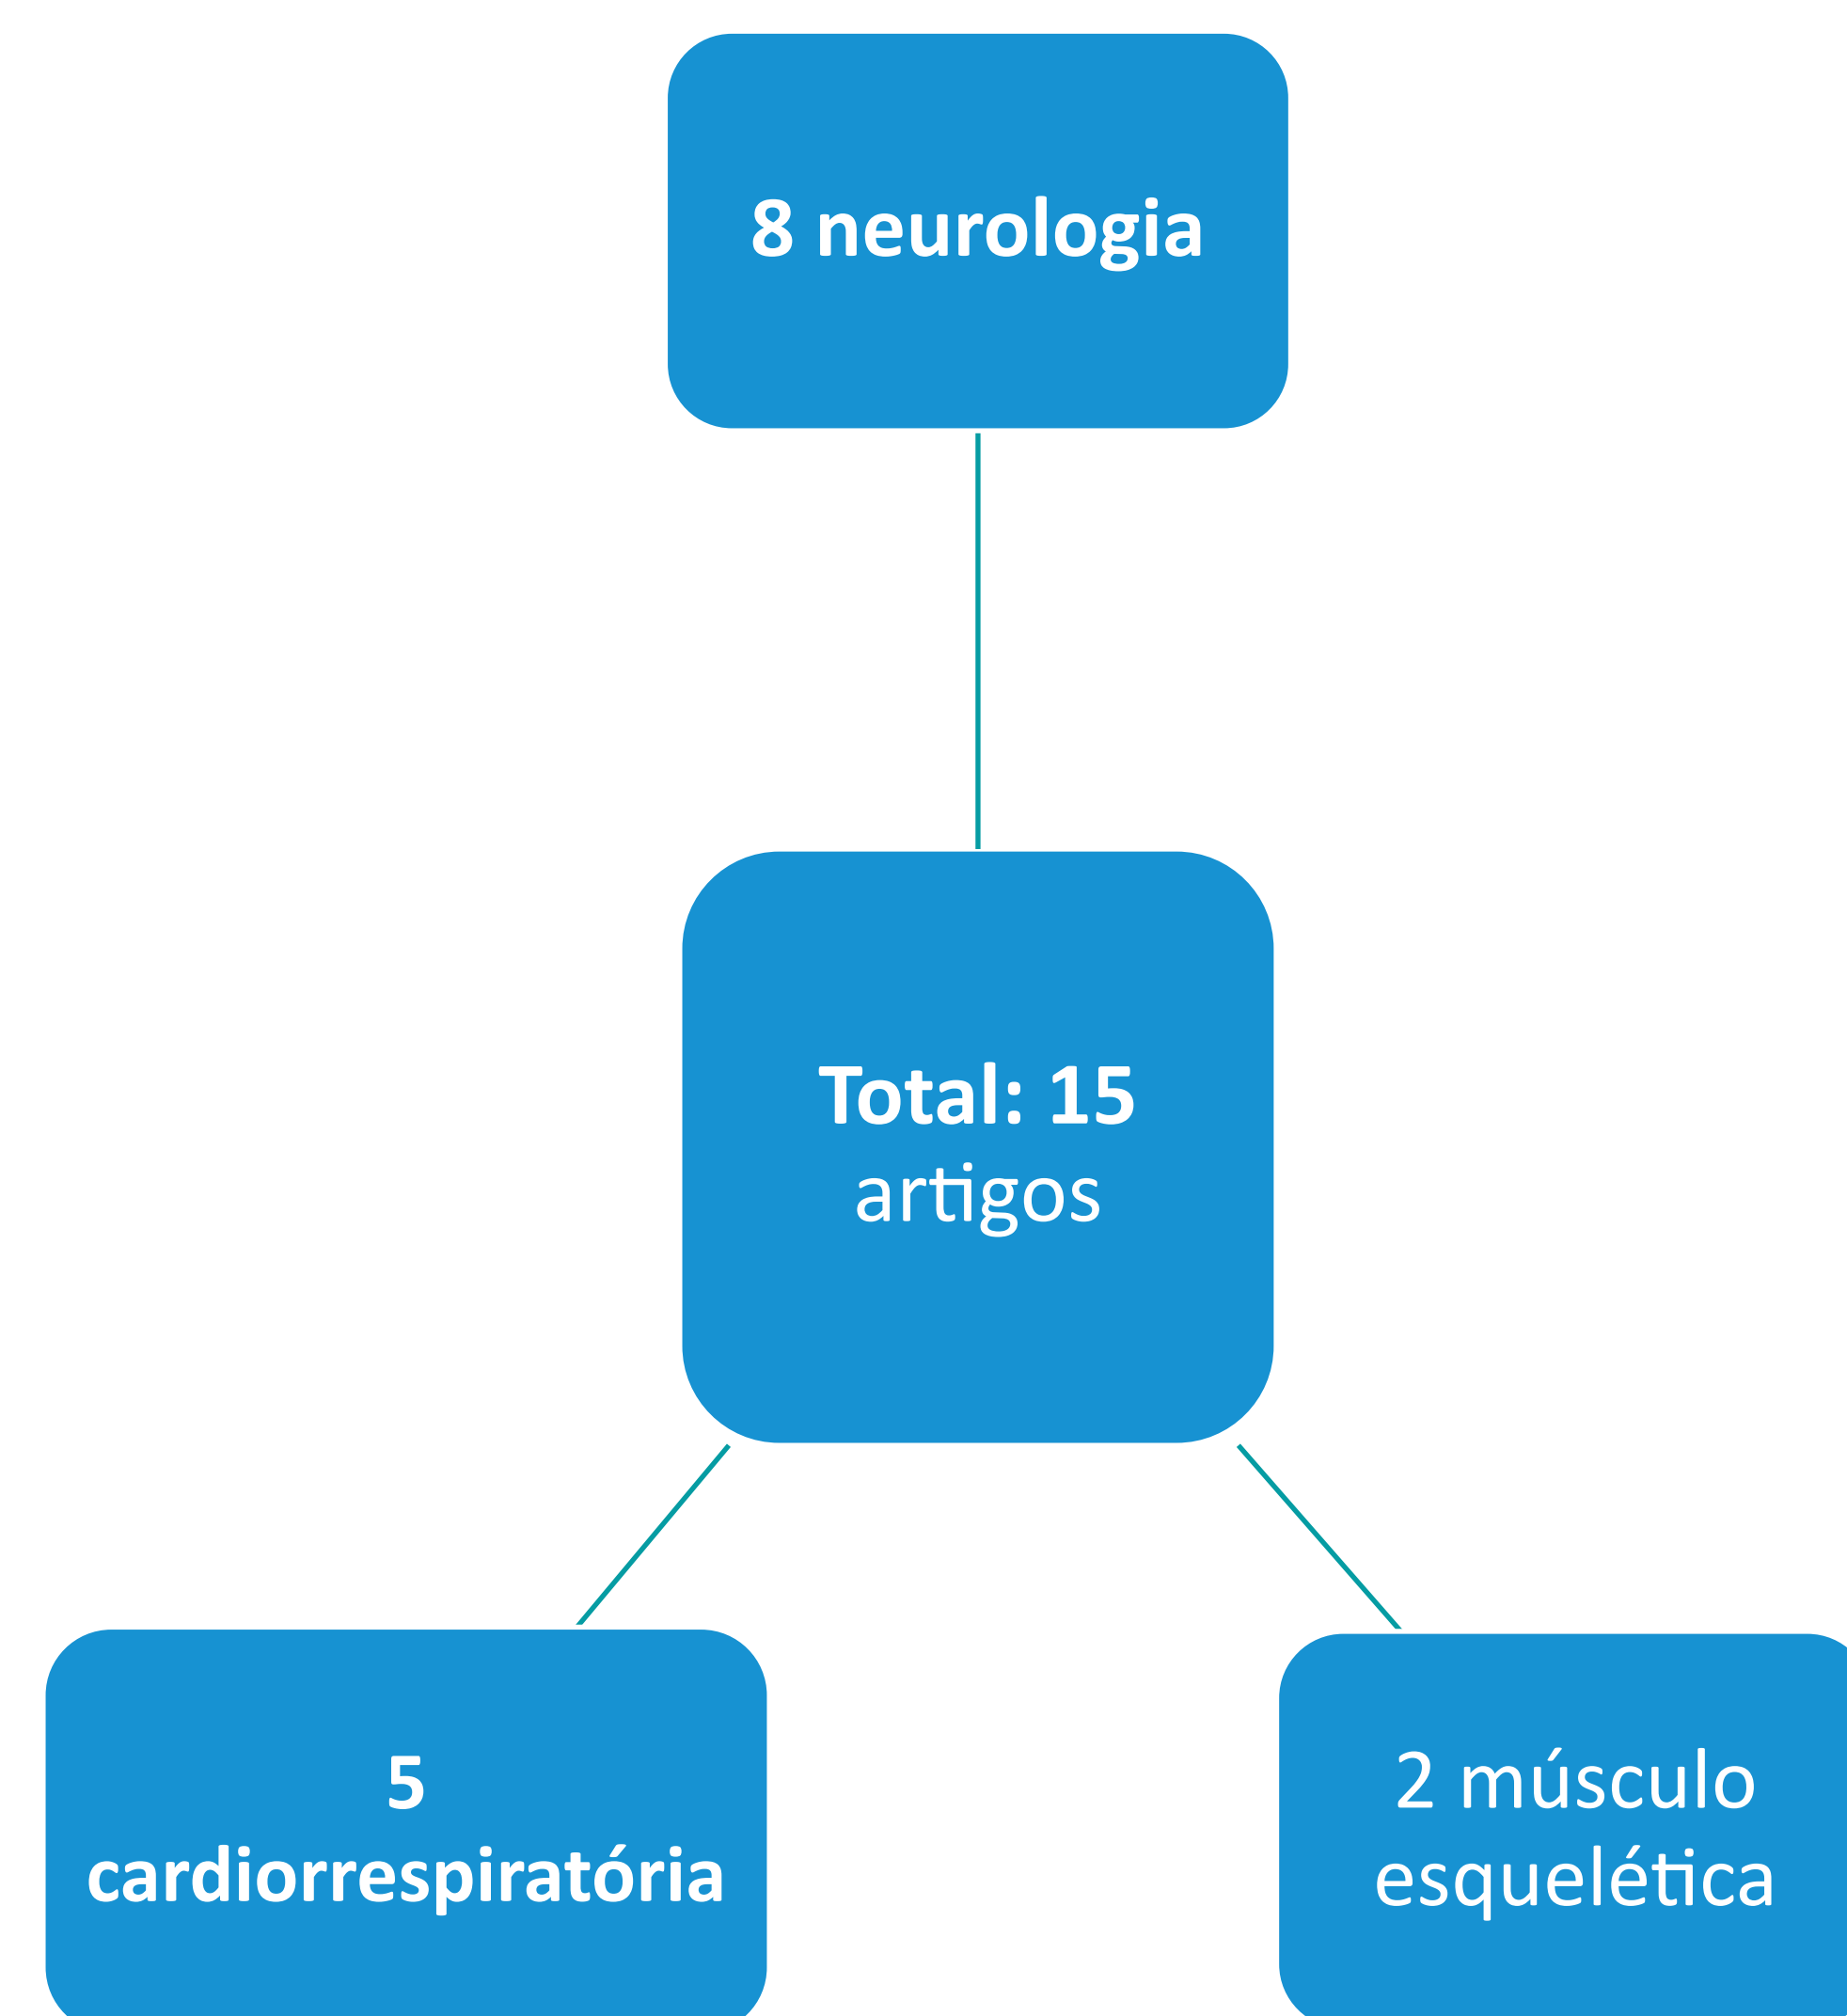 8 neurologia
Total: 15
artigos
5
cardiorrespiratória
2 músculo
esquelética